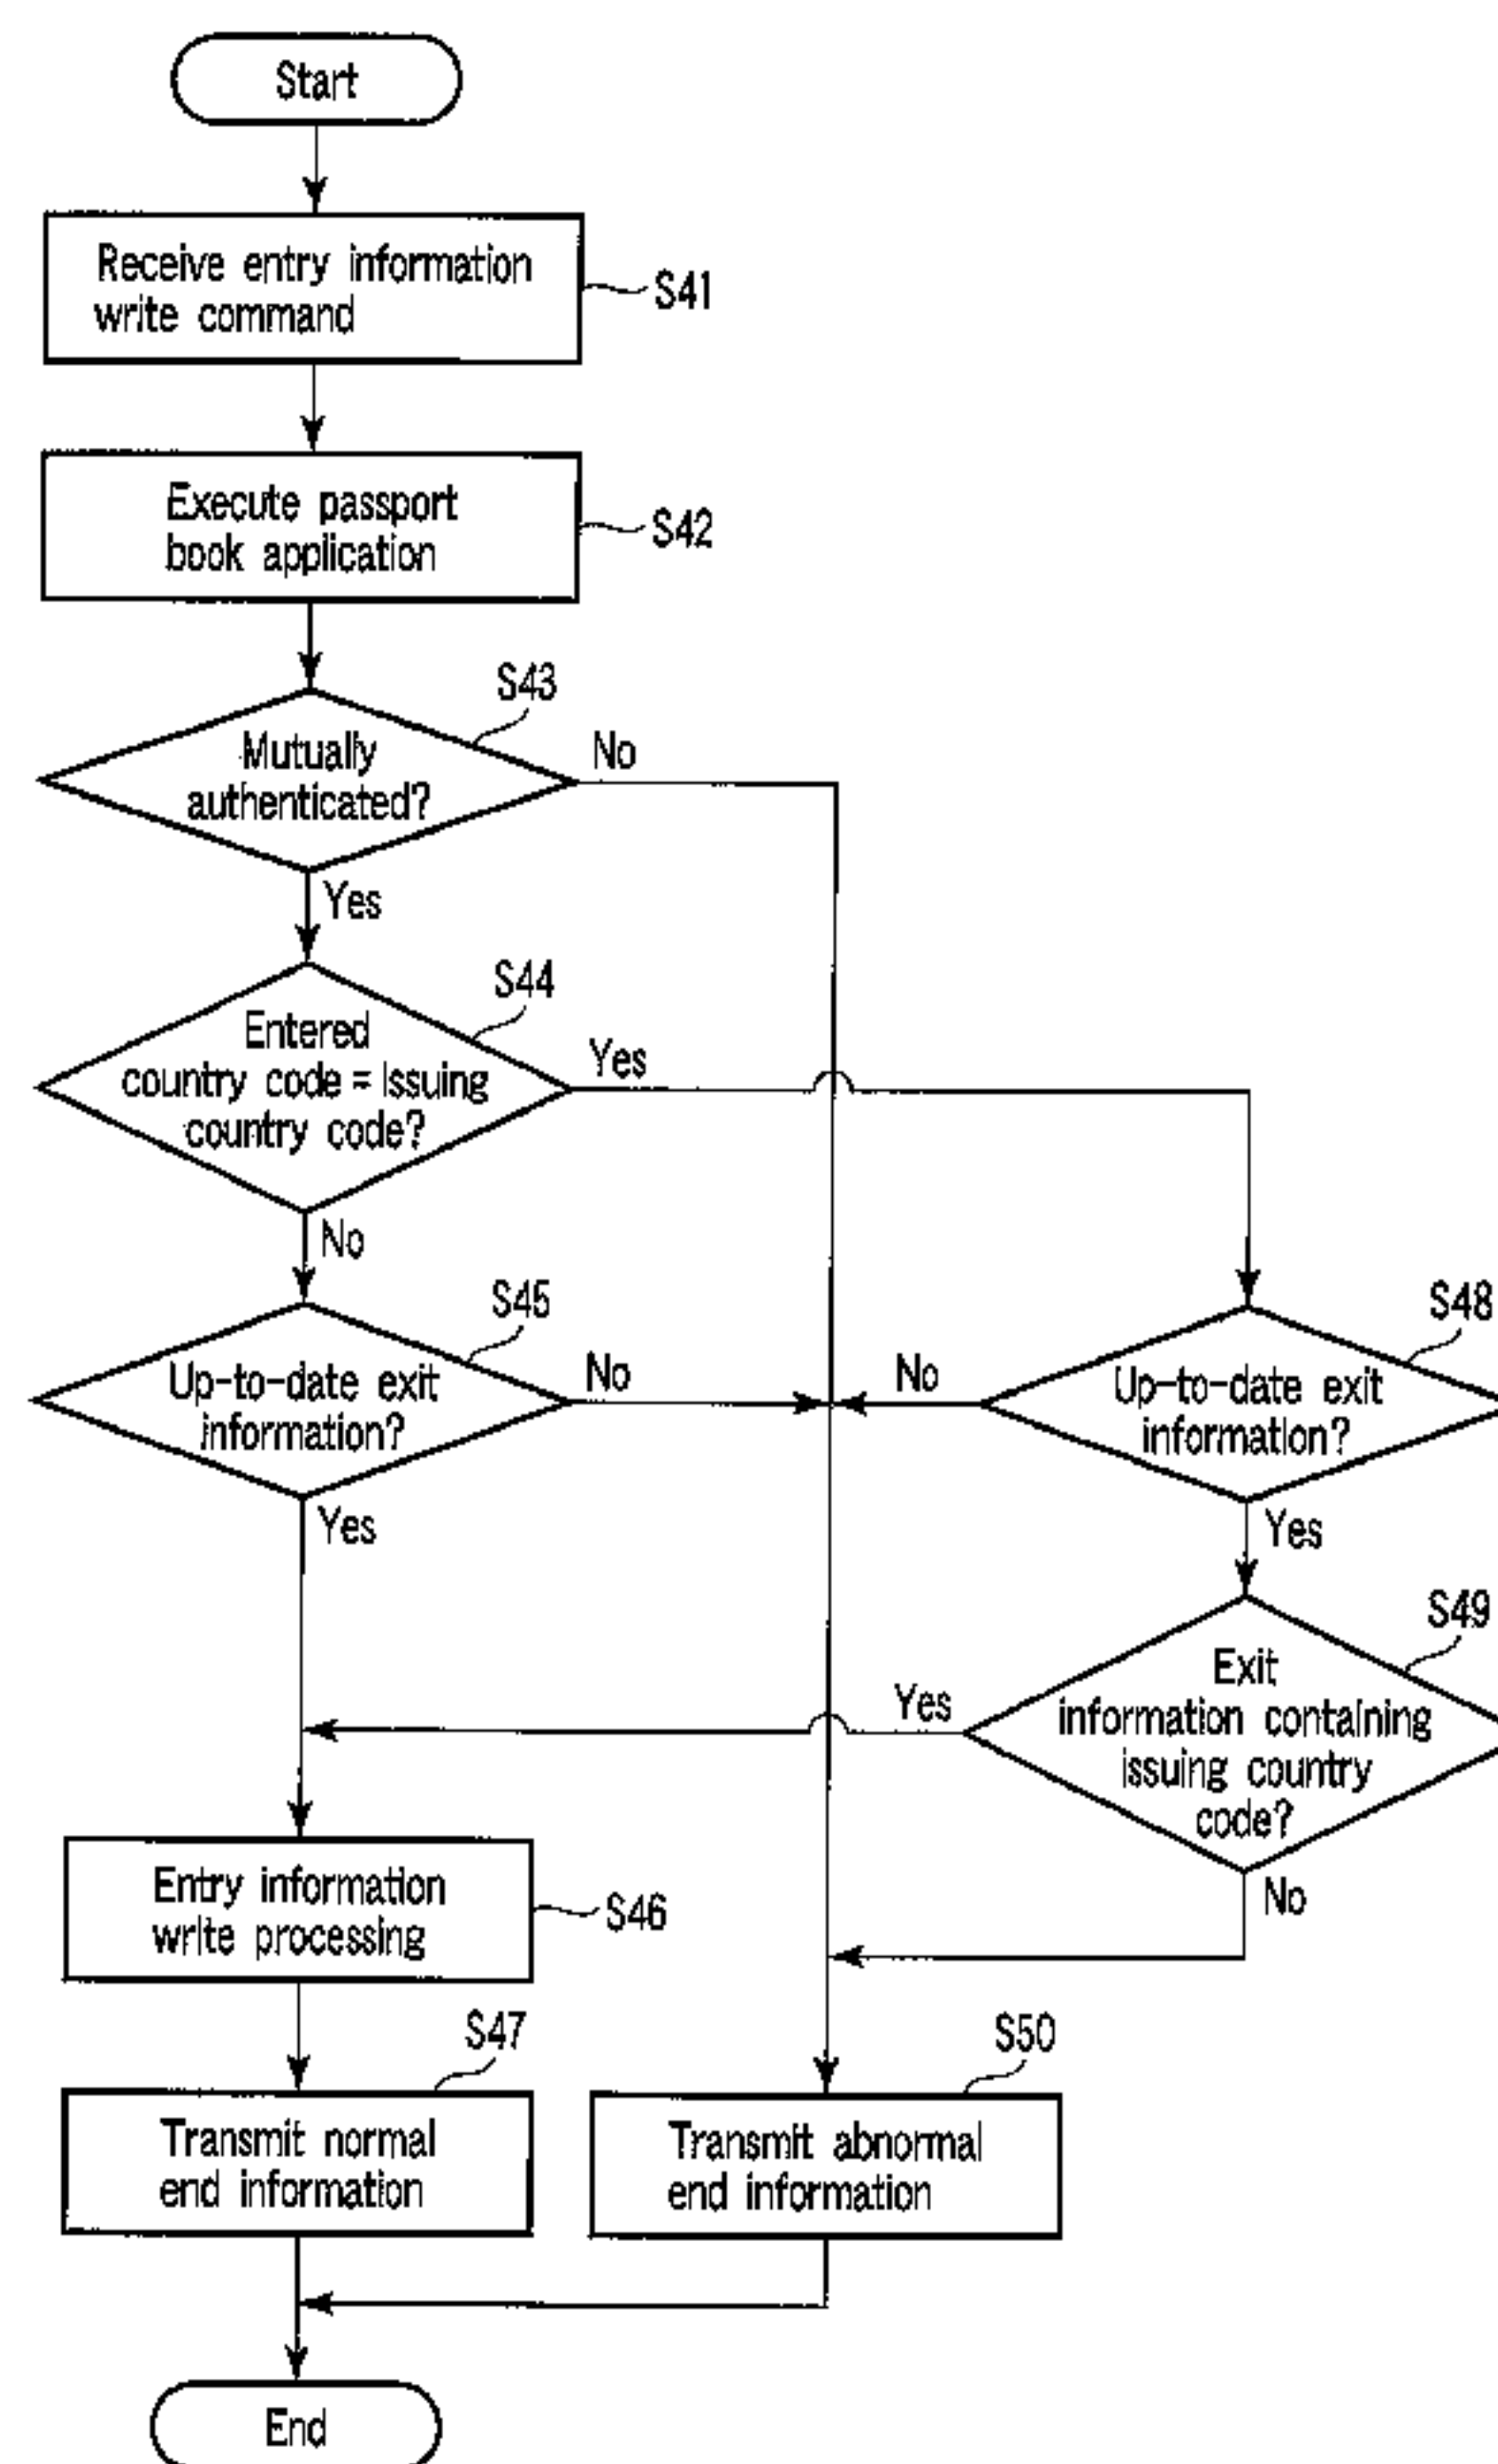 Start
Receive entry information
write command
S41
Execute passport
book application
S42
S43
Mutually
authenticated?
No
Yes
S44
Entered
country code = Issuing
country code?
Yes
No
S45
Up-to-date exit
information?
No
Yes
S48
Up-to-date exit
information?
No
Yes
S49
Exit
information containing
issuing country
code?
Yes
No
Entry information
write processing
S46
S47
Transmit normal
end information
S50
Transmit abnormal
end information
End